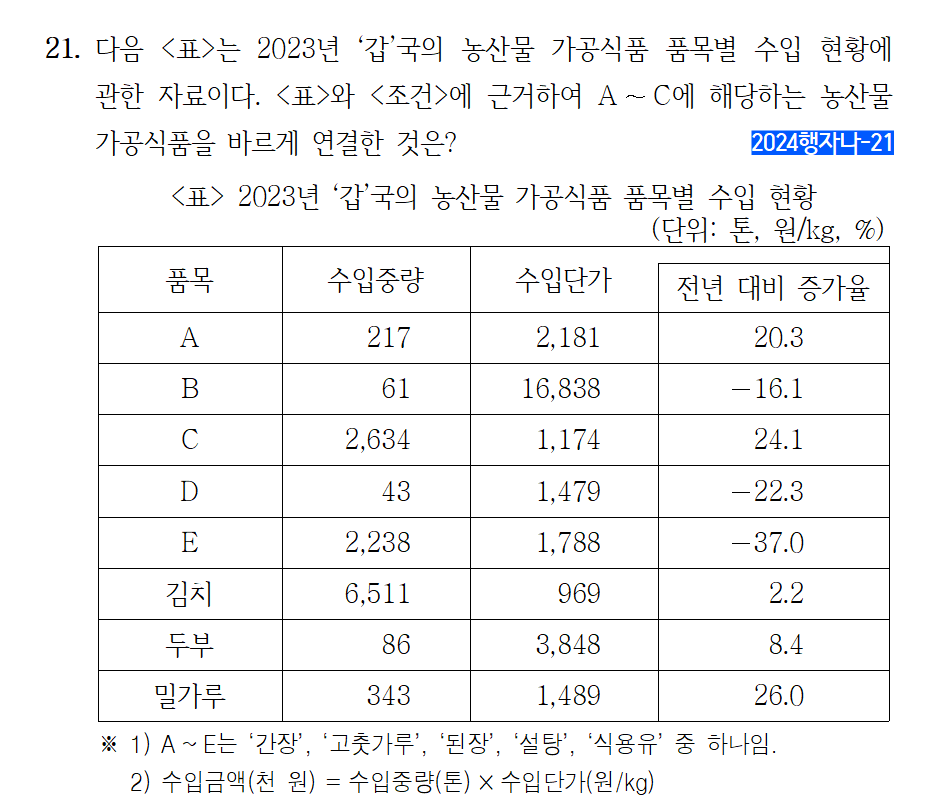 21. 다음 <표>는 2023년 ‘갑’국의 농산물 가공식품 품목별 수입 현황에
관한 자료이다. <표>와 <조건>에 근거하여 A~C에 해당하는 농산물
가공식품을 바르게 연결한 것은? 2024행자나-21
<표> 2023년 ‘갑’국의 농산물 가공식품 품목별 수입 현황
(단위: 톤, 원/kg, %)
품목 수입중량 수입단가 전년 대비 증가율
A 217 2,181 20.3
B 61 16,838 −16.1
C 2,634 1,174 24.1
D 43 1,479 −22.3
E 2,238 1,788 −37.0
김치 6,511 969 2.2
두부 86 3,848 8.4
밀가루 343 1,489 26.0
※ 1) A~E는 ‘간장’, ‘고춧가루’, ‘된장’, ‘설탕’, ‘식용유’ 중 하나임.
2) 수입금액(천 원) = 수입중량(톤) × 수입단가(원/kg)